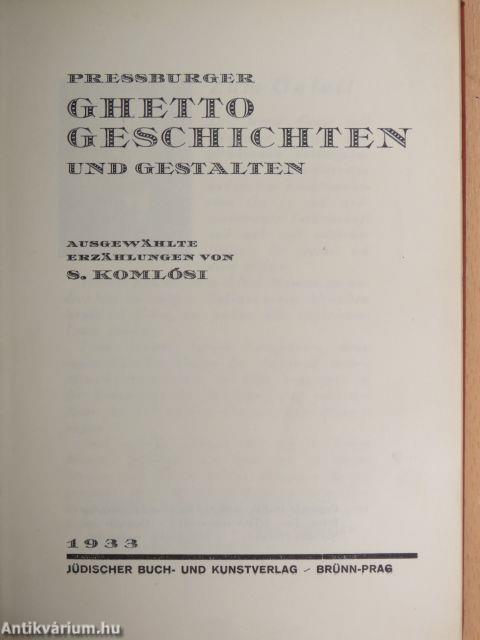 PRESSBURGER
GHETTO
GESCHICHTEN
UND GESTALTEN
AUSGEWÄHLTE
ERZÄHLUNGEN VON
S. KOMLÓSI
1933
JÜDISCHER BUCH- UND KUNSTVERLAG - BRÜNN-PRAG
Antikvárium.hu